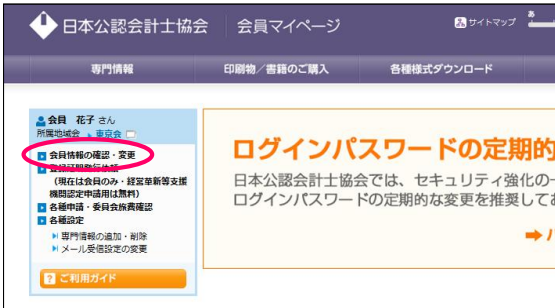 日本公認会計士協会 会員マイページ
サイトマップ
あ
専門情報 印刷物/書籍のご購入 各種様式ダウンロード
会員 花子 さん
所属地域会 東京会
会員情報の確認・変更
(現在は会員のみ・経営革新等支援
機関認定申請用は無料)
各種申請・委員会旅費確認
各種設定
専門情報の追加・削除
メール受信設定の変更
? ご利用ガイド
ログインパスワードの定期的
日本公認会計士協会では、セキュリティ強化の一
ログインパスワードの定期的な変更を推奨してお